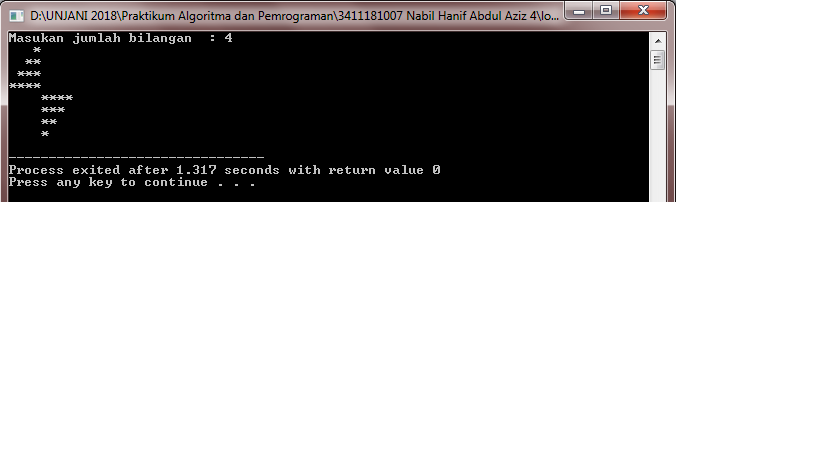 D:\UNJANI 2018\Praktikum Algoritma dan Pemrograman\3411181007 Nabil Hanif Abdul Aziz 4\lo...
Masukan jumlah bilangan  : 4
   *
  **
 ***
****
    ****
    ***
    **
    *
--------------------------------
Process exited after 1.317 seconds with return value 0
Press any key to continue . . .